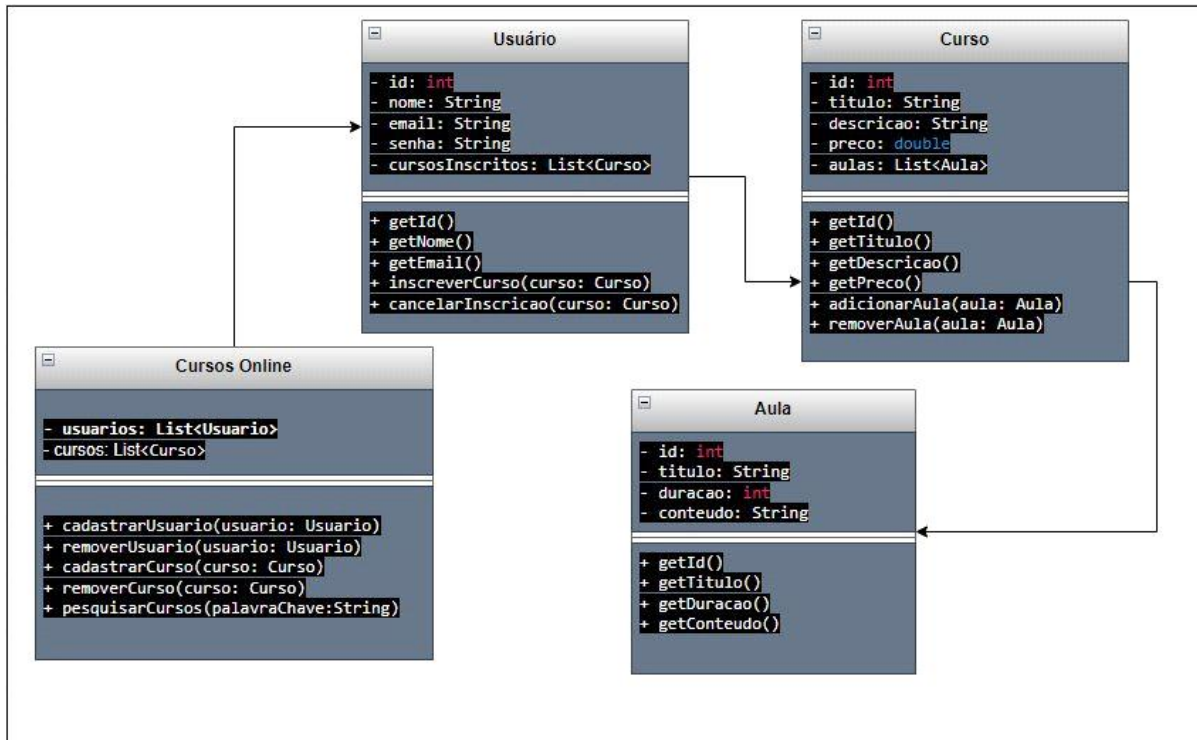 Usuário
- id: int
- nome: String
- email: String
- senha: String
- cursosInscritos: List<Curso>
+ getId()
+ getNome()
+ getEmail()
+ inscreverCurso(curso: Curso)
+ cancelarInscricao(curso: Curso)
Curso
- id: int
- titulo: String
- descricao: String
- preco: double
- aulas: List<Aula>
+ getId()
+ getTitulo()
+ getDescricao()
+ getPreco()
+ adicionarAula(aula: Aula)
+ removerAula(aula: Aula)
Cursos Online
- usuarios: List<Usuario>
- cursos: List<Curso>
+ cadastrarUsuario(usuario: Usuario)
+ removerUsuario(usuario: Usuario)
+ cadastrarCurso(curso: Curso)
+ removerCurso(curso: Curso)
+ pesquisarCursos(palavraChave:String)
Aula
- id: int
- titulo: String
- duracao: int
- conteudo: String
+ getId()
+ getTitulo()
+ getDuracao()
+ getConteudo()